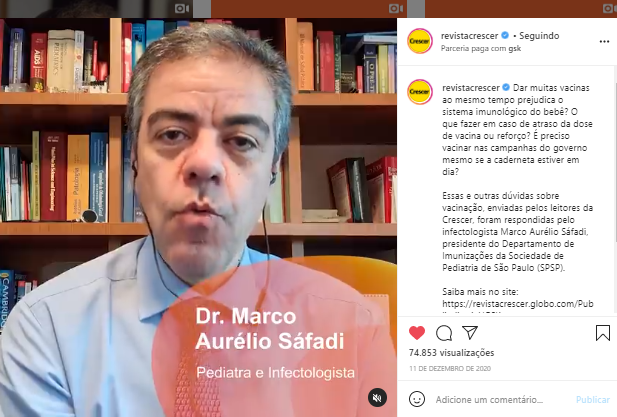 Dr. Marco
Aurélio Sáfadi
Pediatra e Infectologista
Crescer
revistacrescer • Seguindo
Parceria paga com gsk
Crescer
revistacrescer Dar muitas vacinas
ao mesmo tempo prejudica o
sistema imunológico do bebê? O
que fazer em caso de atraso da dose
de vacina ou reforço? É preciso
vacinar nas campanhas do governo
mesmo se a caderneta estiver em
dia?
Essas e outras dúvidas sobre
vacinação, enviadas pelos leitores da
Crescer, foram respondidas pelo
infectologista Marco Aurélio Sáfadi,
presidente do Departamento de
Imunizações da Sociedade de
Pediatria de São Paulo (SPSP).
Saiba mais no site:
https://revistacrescer.globo.com/Pub
74.853 visualizações
11 DE DEZEMBRO DE 2020
Adicione um comentário...
Publicar